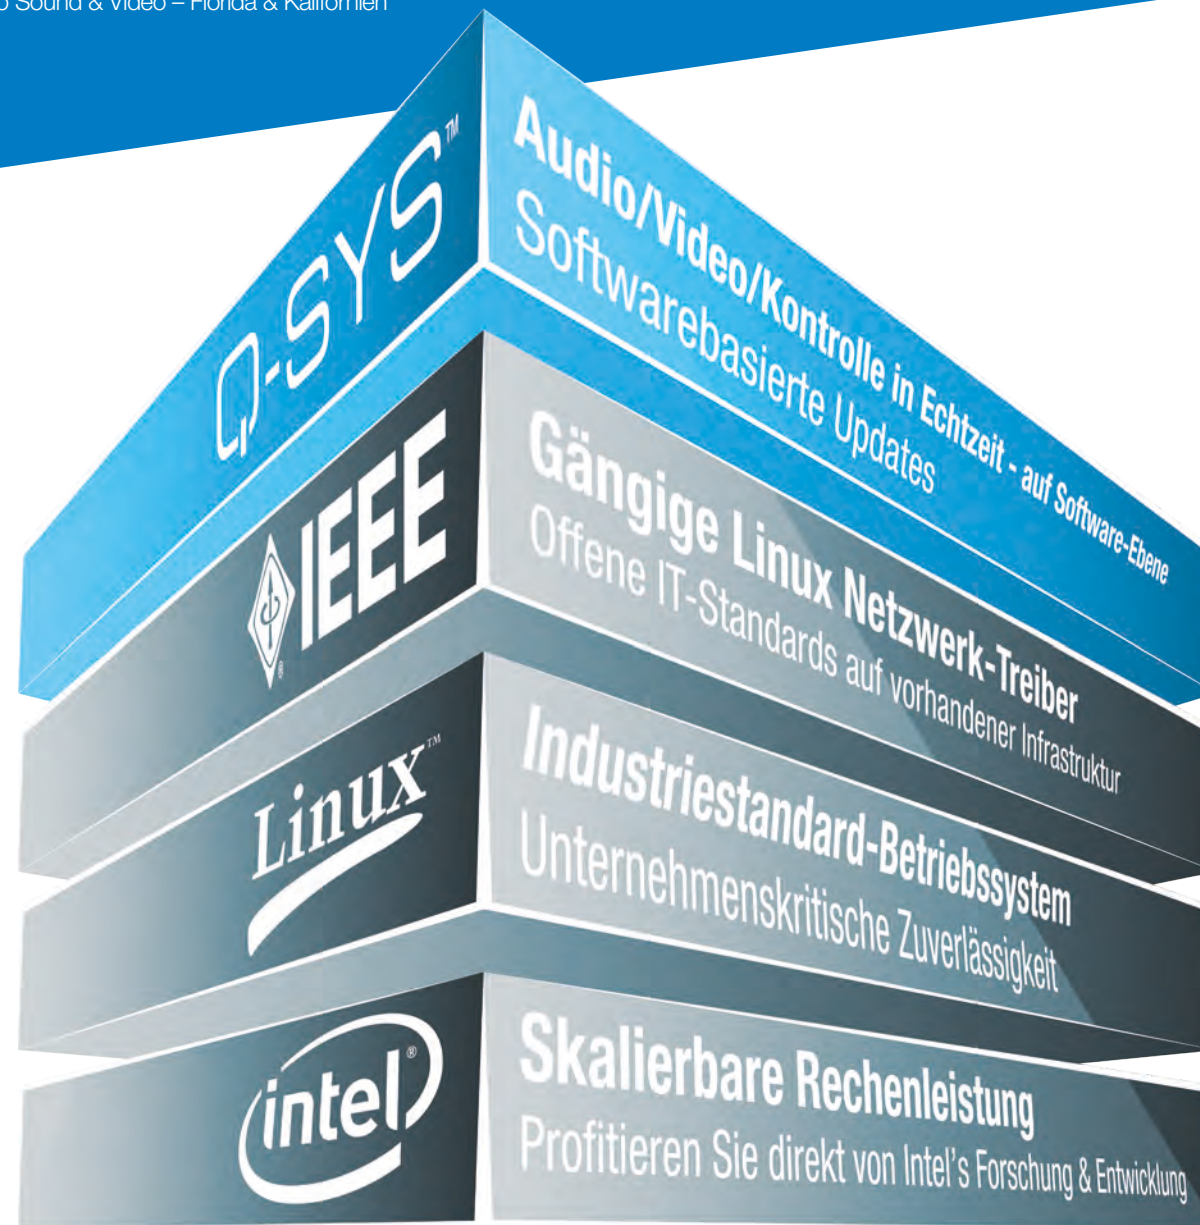 Sound & Video – Florida & Kalifornien
Q-SYS™
Audio/Video/Kontrolle in Echtzeit - auf Software-Ebene
Softwarebasierte Updates
IEEE®
Gängige Linux Netzwerk-Treiber
Offene IT-Standards auf vorhandener Infrastruktur
Linux™
Industriestandard-Betriebssystem
Unternehmenskritische Zuverlässigkeit
intel®
Skalierbare Rechenleistung
Profitieren Sie direkt von Intel's Forschung & Entwicklung